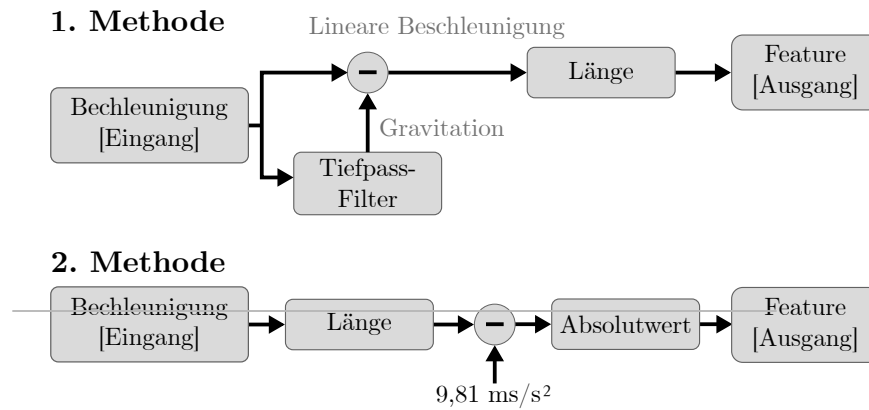 1. Methode
Lineare Beschleunigung
Bechleunigung
[Eingang]
−
Länge
Feature
[Ausgang]
Gravitation
Tiefpass-
Filter
2. Methode
Bechleunigung
[Eingang]
Länge
−
Absolutwert
Feature
[Ausgang]
9,81 ms/s²